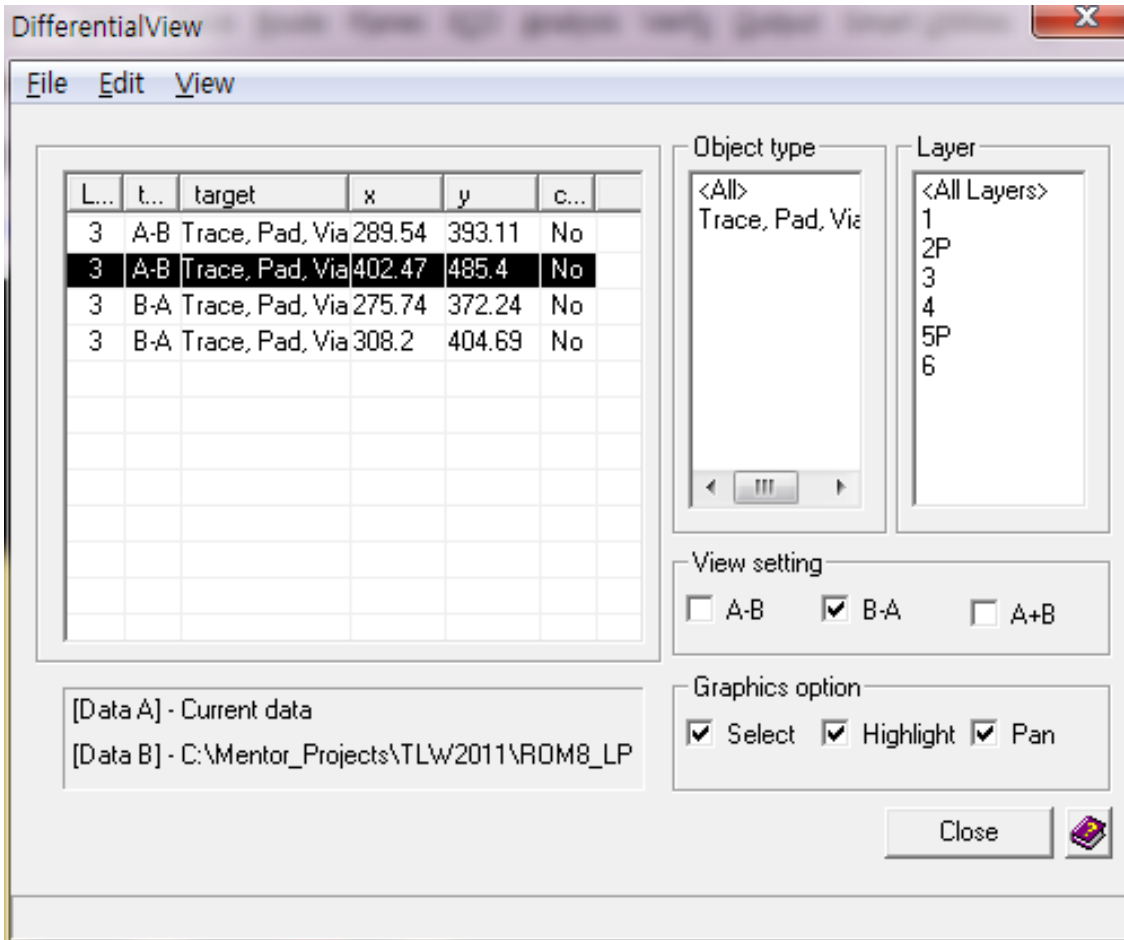 DifferentialView
X
File Edit View
Object type
Layer
L... t... target x y c...
3 A-B Trace, Pad, Via 289.54 393.11 No
3 A-B Trace, Pad, Via 402.47 485.4 No
3 B-A Trace, Pad, Via 275.74 372.24 No
3 B-A Trace, Pad, Via 308.2 404.69 No
<All>
Trace, Pad, Via
<All Layers>
1
2P
3
4
5P
6
View setting
A-B B-A A+B
Graphics option
Select Highlight Pan
[Data A] - Current data
[Data B] - C:\Mentor_Projects\TLW2011\ROM8_LP
Close